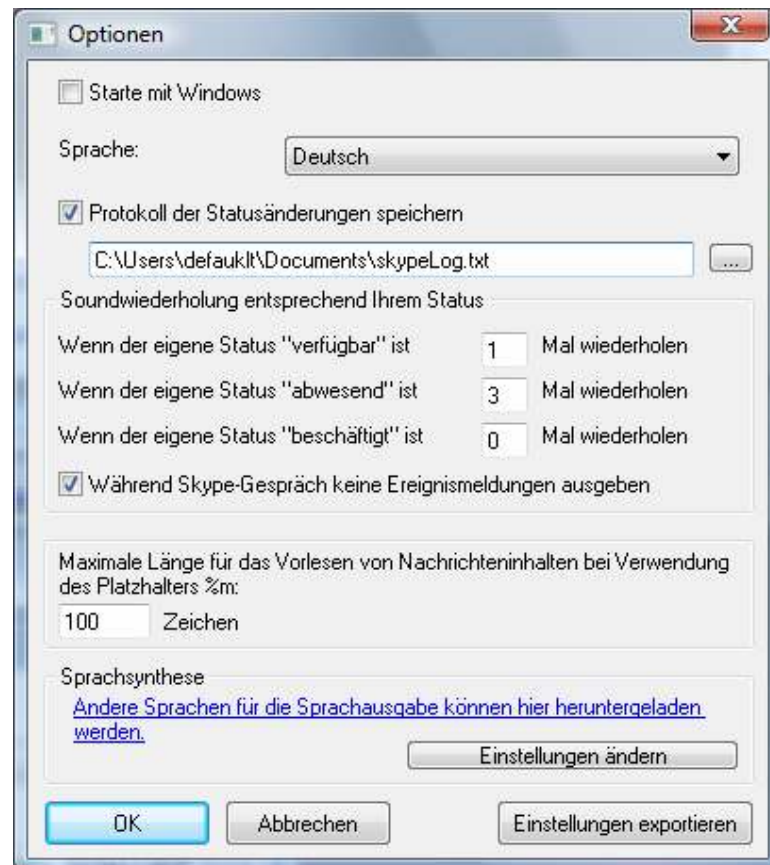 Optionen
Starte mit Windows
Sprache:
Deutsch
Protokoll der Statusänderungen speichern
C:\Users\defauklt\Documents\skypeLog.txt
...
Soundwiederholung entsprechend Ihrem Status
Wenn der eigene Status "verfügbar" ist 1 Mal wiederholen
Wenn der eigene Status "abwesend" ist 3 Mal wiederholen
Wenn der eigene Status "beschäftigt" ist 0 Mal wiederholen
Während Skype-Gespräch keine Ereignismeldungen ausgeben
Maximale Länge für das Vorlesen von Nachrichteninhalten bei Verwendung
des Platzhalters %m:
100 Zeichen
Sprachsynthese
Andere Sprachen für die Sprachausgabe können hier heruntergeladen
werden.
Einstellungen ändern
OK Abbrechen Einstellungen exportieren